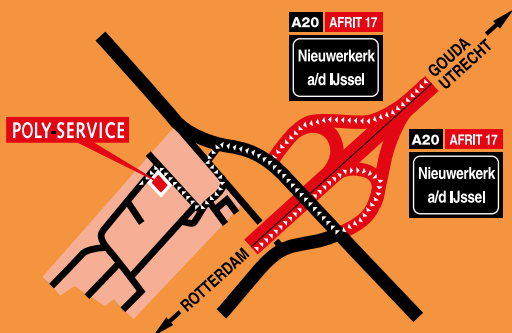 A20 AFRIT 17
Nieuwerkerk
a/d IJssel
GOUDA
UTRECHT
POLY-SERVICE
A20 AFRIT 17
Nieuwerkerk
a/d IJssel
ROTTERDAM